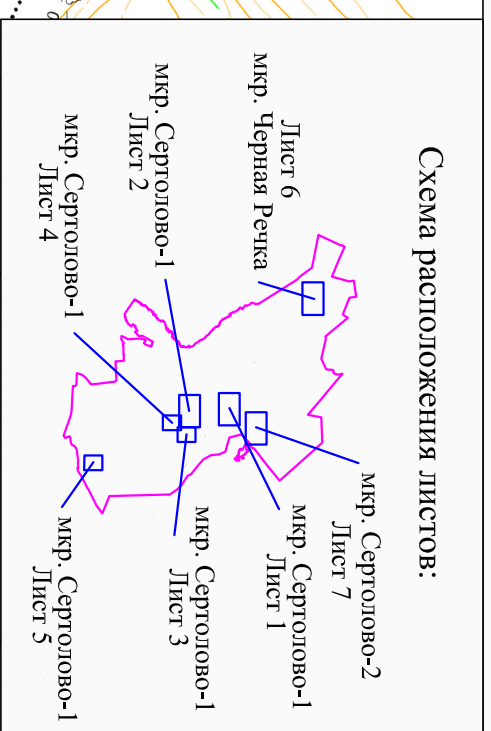 Схема расположения листов:
Лист 6
мкр. Черная Речка
мкр. Сертолово-1
Лист 2
мкр. Сертолово-1
Лист 4
мкр. Сертолово-2
Лист 7
мкр. Сертолово-1
Лист 1
мкр. Сертолово-1
Лист 3
мкр. Сертолово-1
Лист 5